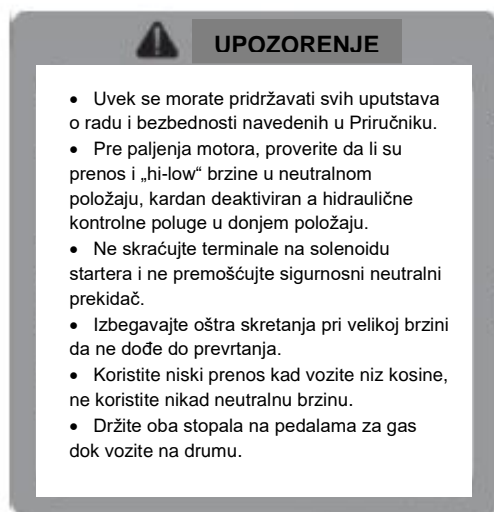 UPOZORENJE
• Uvek se morate pridržavati svih uputstava
o radu i bezbednosti navedenih u Priručniku.
• Pre paljenja motora, proverite da li su
prenos i „hi-low“ brzine u neutralnom
položaju, kardan deaktiviran a hidraulične
kontrolne poluge u donjem položaju.
• Ne skraćujte terminale na solenoidu
startera i ne premošćujte sigurnosni neutralni
prekidač.
• Izbegavajte oštra skretanja pri velikoj brzini
da ne dođe do prevrtanja.
• Koristite niski prenos kad vozite niz kosine,
ne koristite nikad neutralnu brzinu.
• Držite oba stopala na pedalama za gas
dok vozite na drumu.